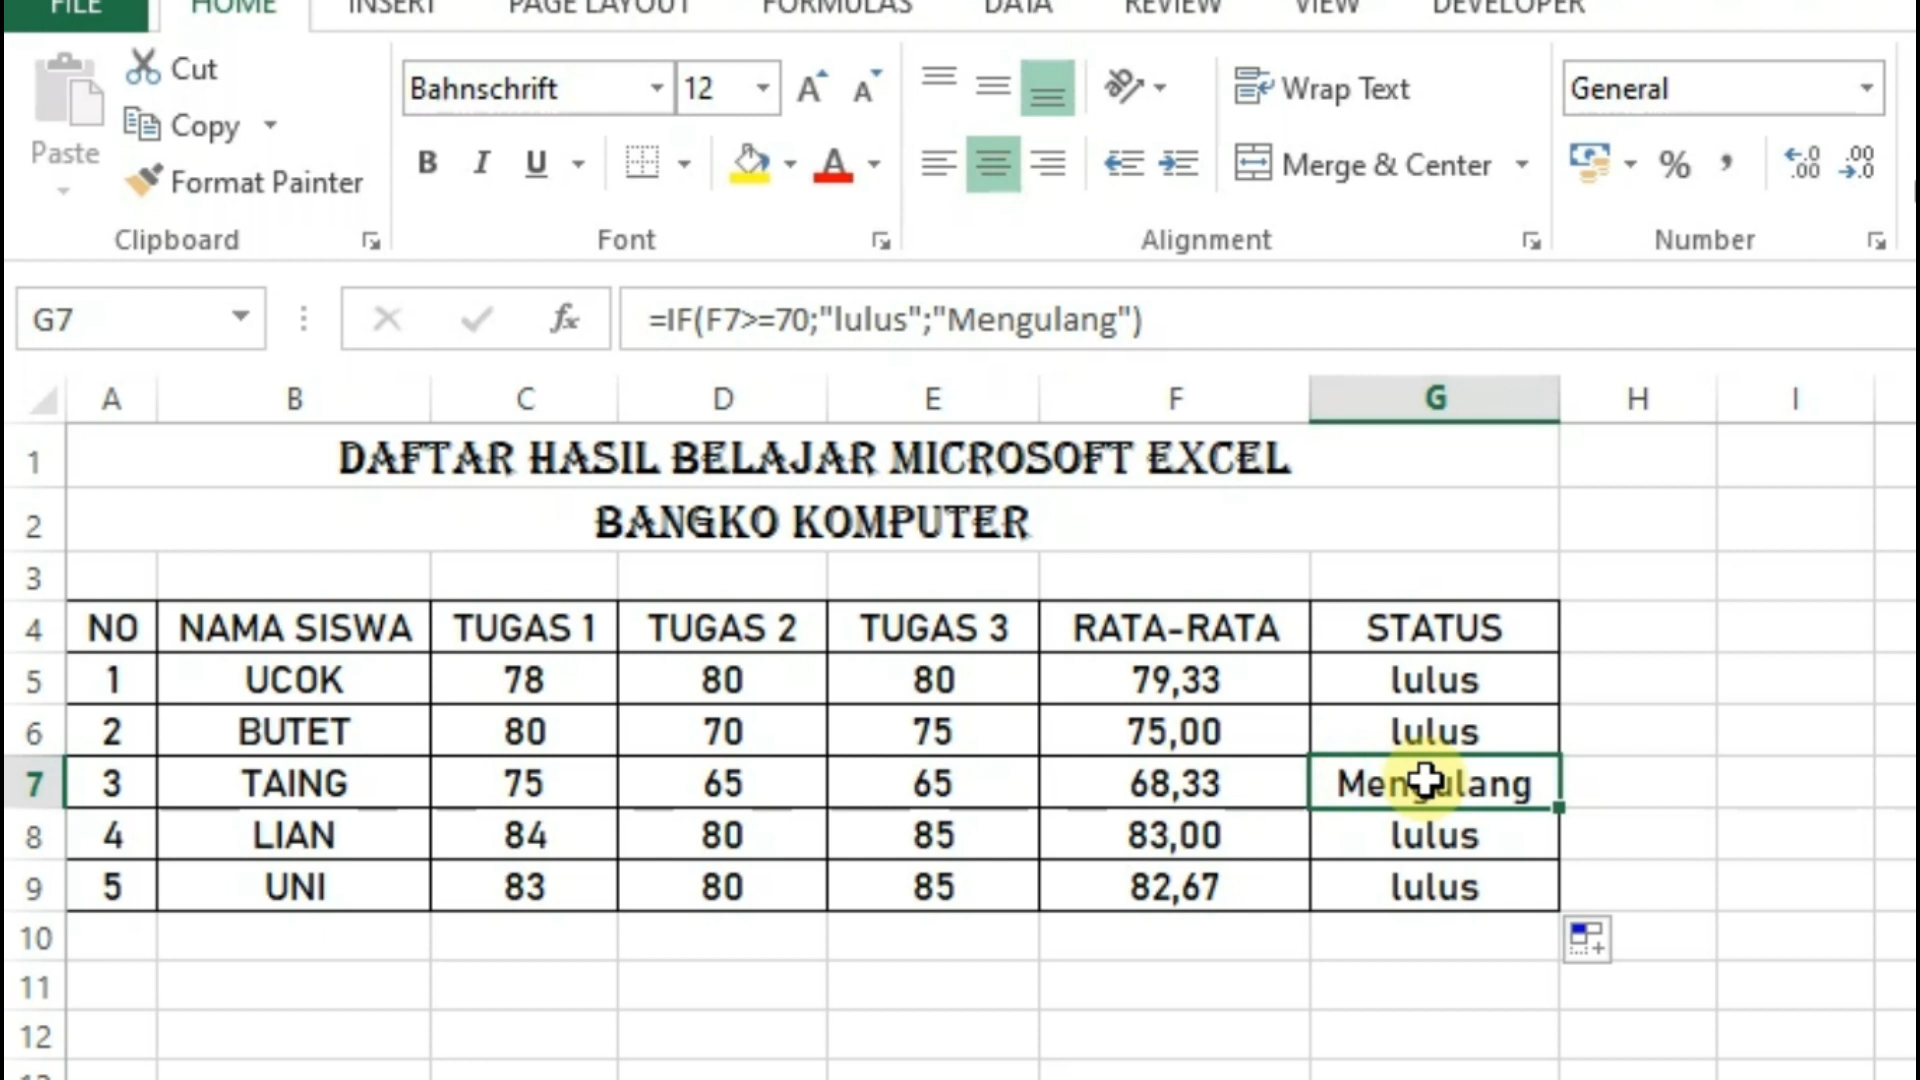 FILE HOME INSERT PAGE LAYOUT FORMULAS DATA REVIEW VIEW DEVELOPER
Paste
Cut
Copy
Format Painter
Clipboard
Bahnschrift 12
B I U
Font
Wrap Text
Merge & Center
Alignment
General
%
Number
G7 fx =IF(F7>=70;"lulus";"Mengulang")
A B C D E F G H I
1 DAFTAR HASIL BELAJAR MICROSOFT EXCEL
2 BANGKO KOMPUTER
3
4 NO NAMA SISWA TUGAS 1 TUGAS 2 TUGAS 3 RATA-RATA STATUS
5 1 UCOK 78 80 80 79,33 lulus
6 2 BUTET 80 70 75 75,00 lulus
7 3 TAING 75 65 65 68,33 Mengulang
8 4 LIAN 84 80 85 83,00 lulus
9 5 UNI 83 80 85 82,67 lulus
10
11
12